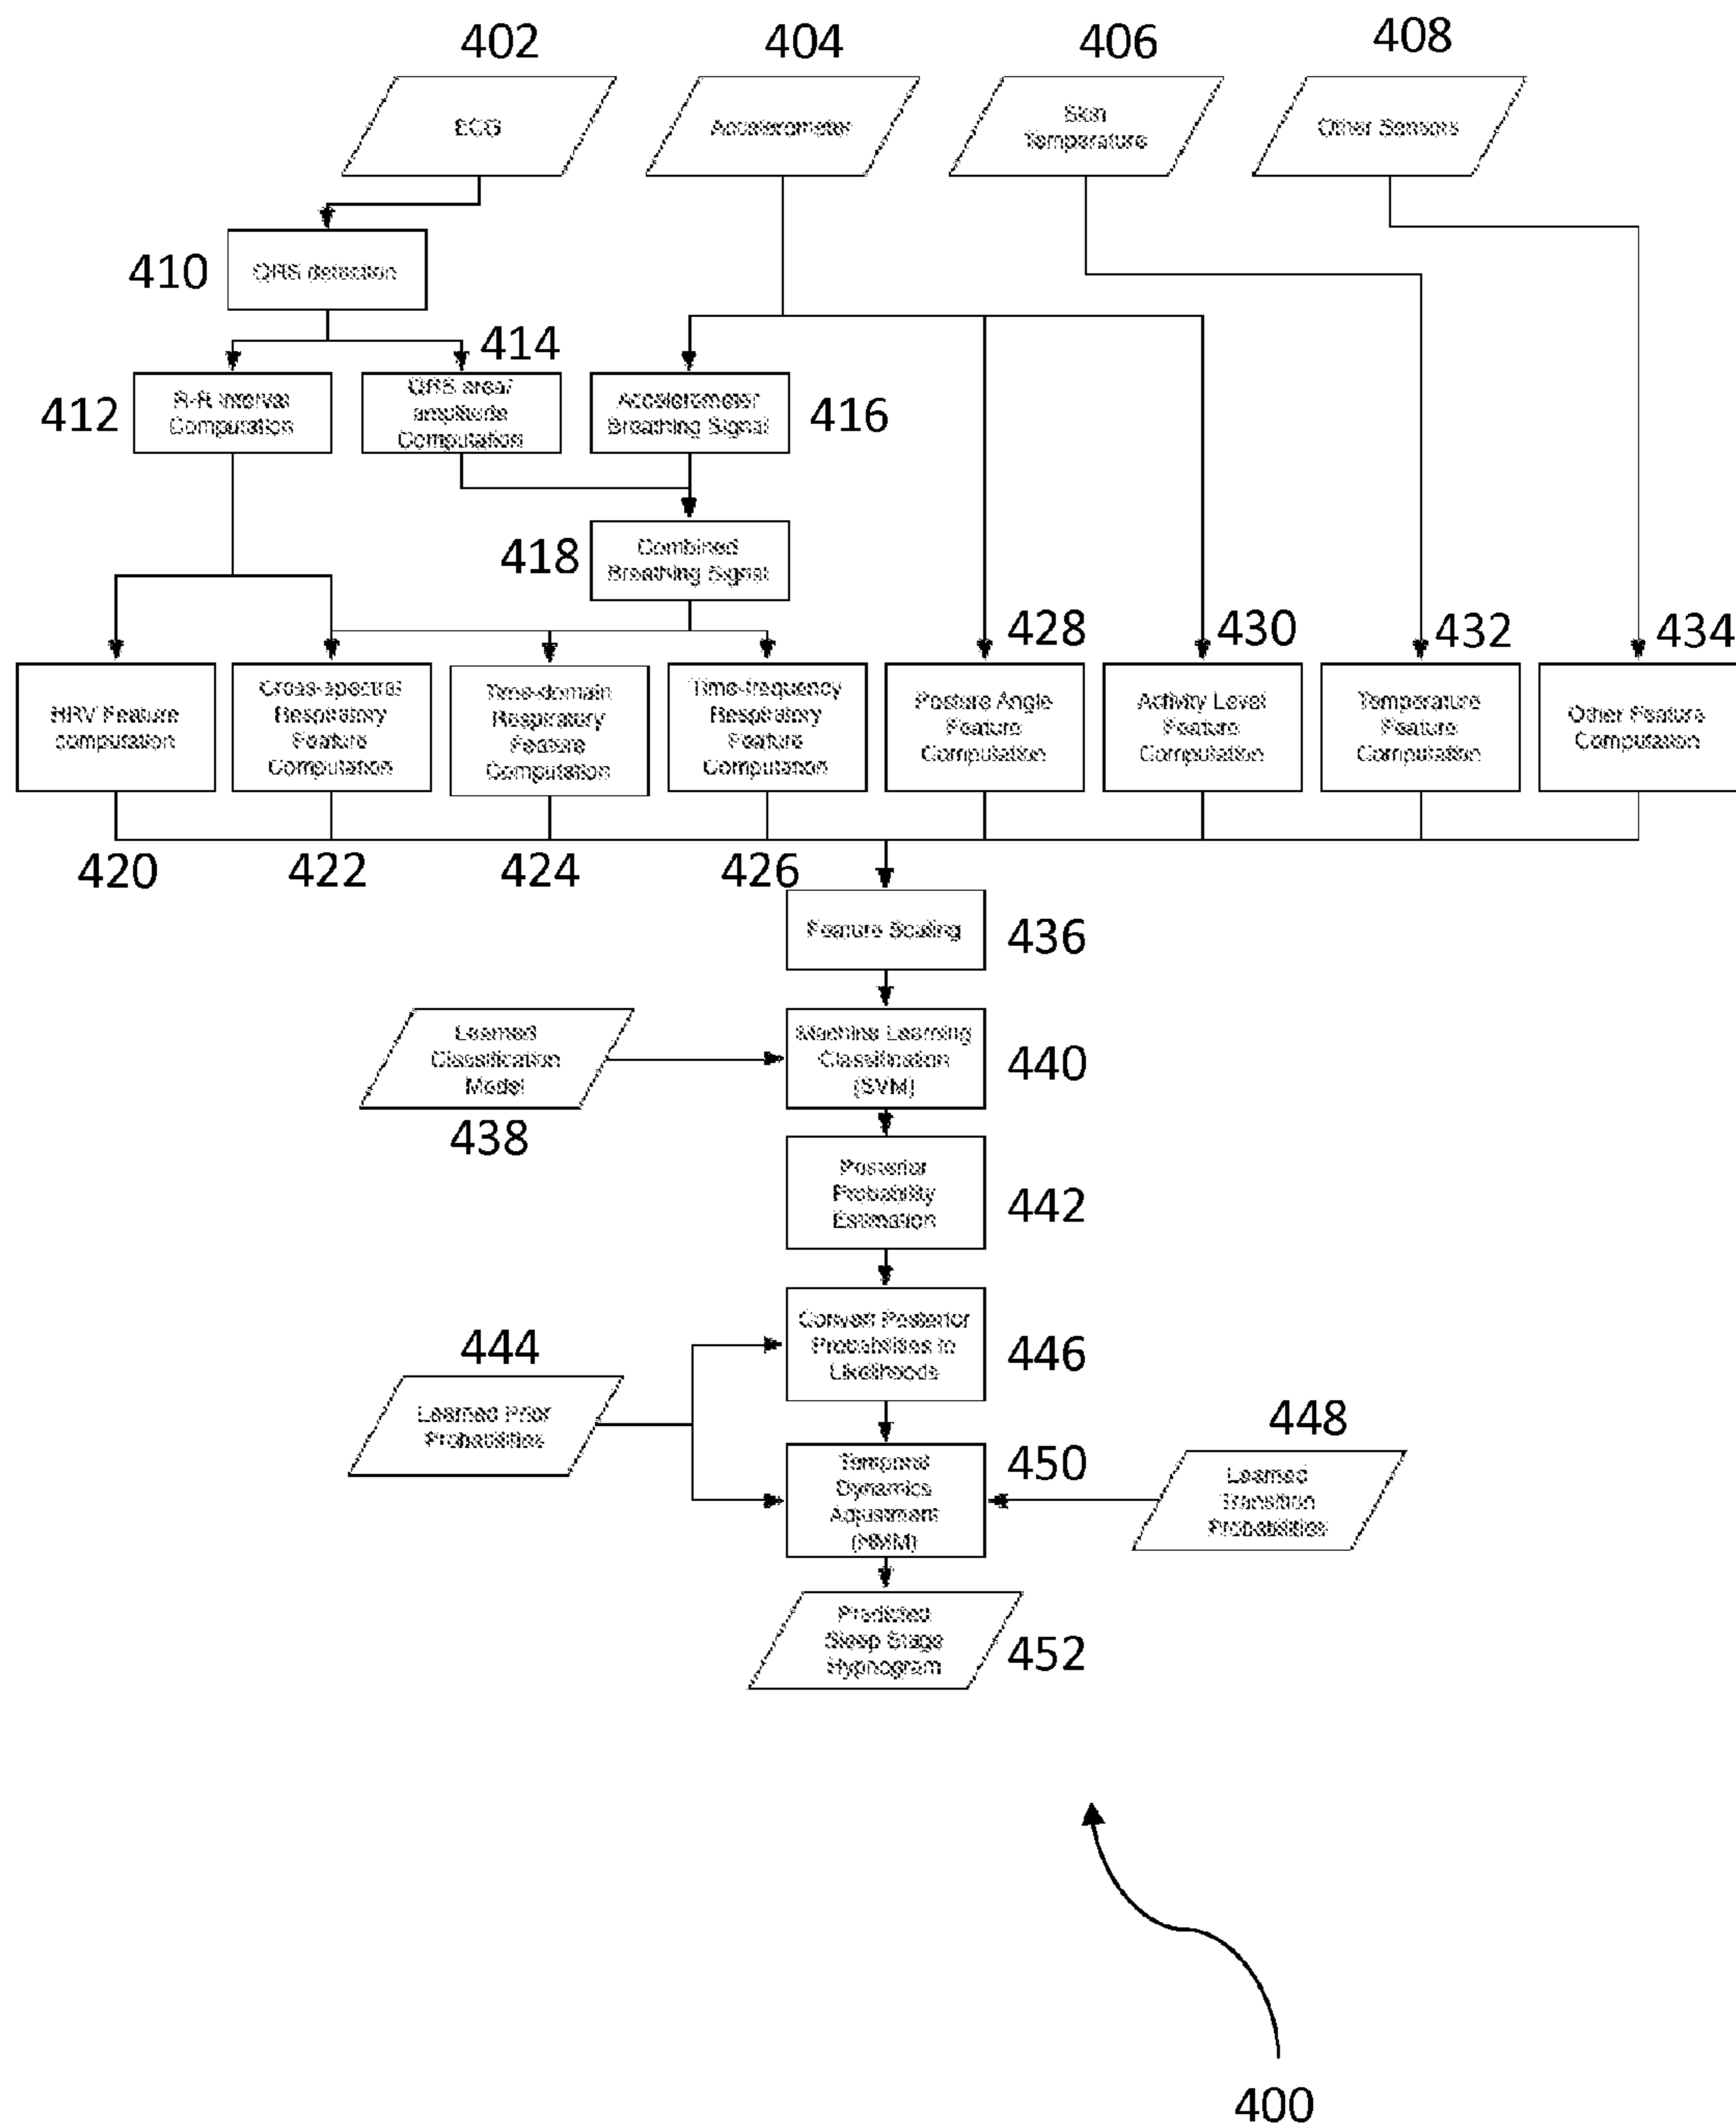 402
404
406
408
ECG
Accelerometer
Skin
Temperature
Other Sensors
410
QRS detection
412
R-R Interval
Computation
414
QRS area/
amplitude
Computation
Accelerometer
Breathing Signal
416
418
Combined
Breathing Signal
428
430
432
434
HRV Feature
computation
Cross-spectral
Respiratory
Feature
Computation
Time-domain
Respiratory
Feature
Computation
Time-frequency
Respiratory
Feature
Computation
Posture Angle
Feature
Computation
Activity Level
Feature
Computation
Temperature
Feature
Computation
Other Feature
Computation
420
422
424
426
Feature Scaling
436
Learned
Classification
Model
438
Machine Learning
Classification
(SVM)
440
Posterior
Probability
Estimation
442
444
Learned Prior
Probabilities
Convert Posterior
Probabilities to
Likelihoods
446
448
Learned
Transition
Probabilities
450
Temporal
Dynamics
Adjustment
(HMM)
Predicted
Sleep Stage
Hypnogram
452
400